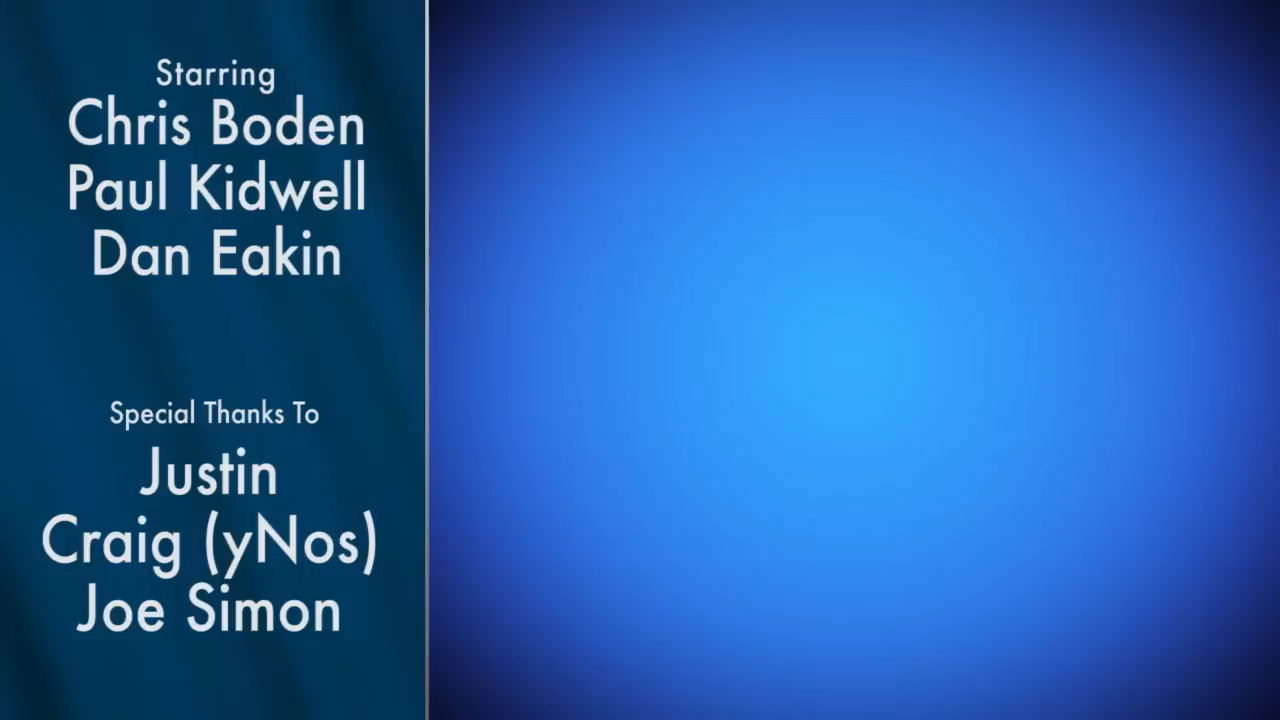 Starring
Chris Boden
Paul Kidwell
Dan Eakin
Special Thanks To
Justin
Craig (yNos)
Joe Simon